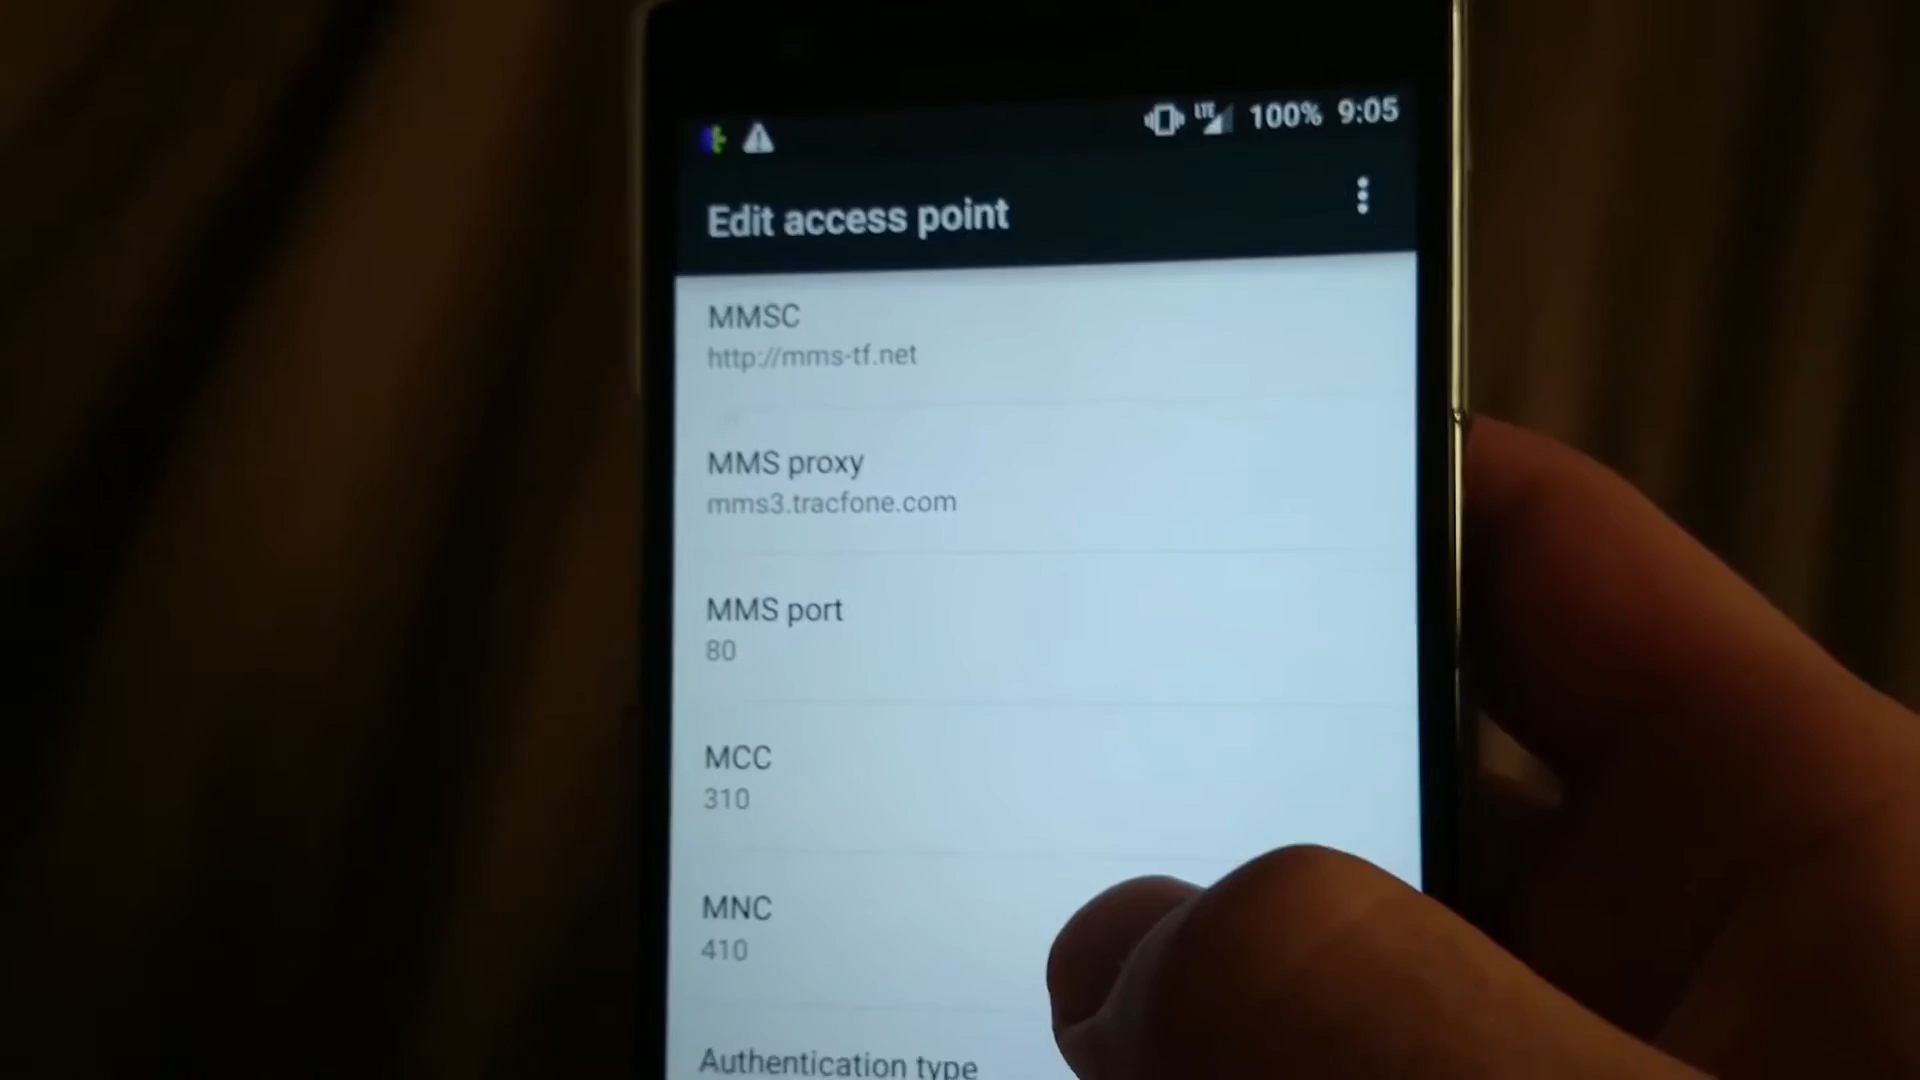 LTE 100% 9:05
Edit access point
MMSC
http://mms-tf.net
MMS proxy
mms3.tracfone.com
MMS port
80
MCC
310
MNC
410
Authentication type